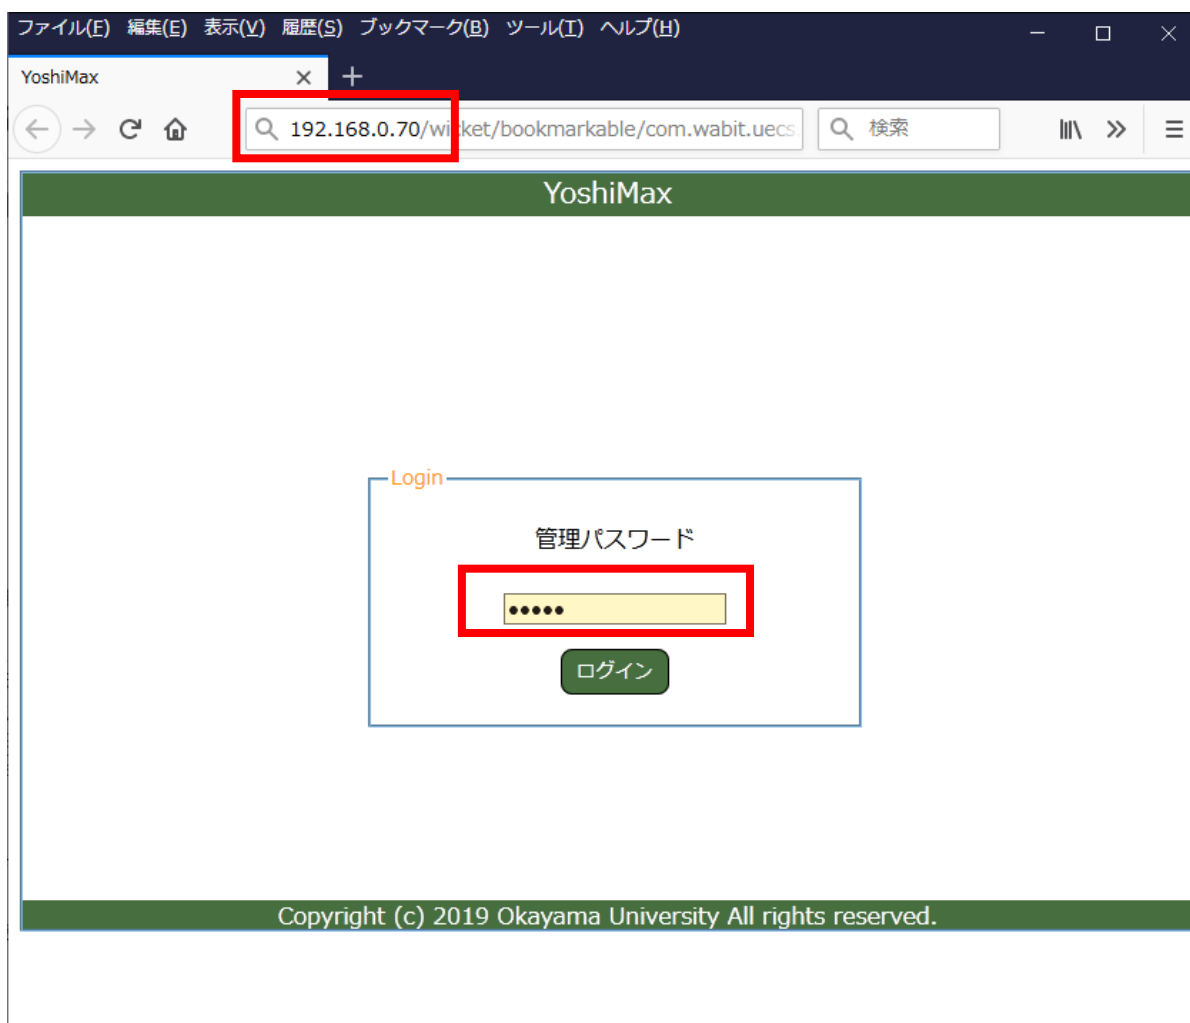 ファイル(F) 編集(E) 表示(V) 履歴(S) ブックマーク(B) ツール(T) ヘルプ(H)
YoshiMax
192.168.0.70/wicket/bookmarkable/com.wabit.uecs. 検索
YoshiMax
Login
管理パスワード
•••••
ログイン
Copyright (c) 2019 Okayama University All rights reserved.